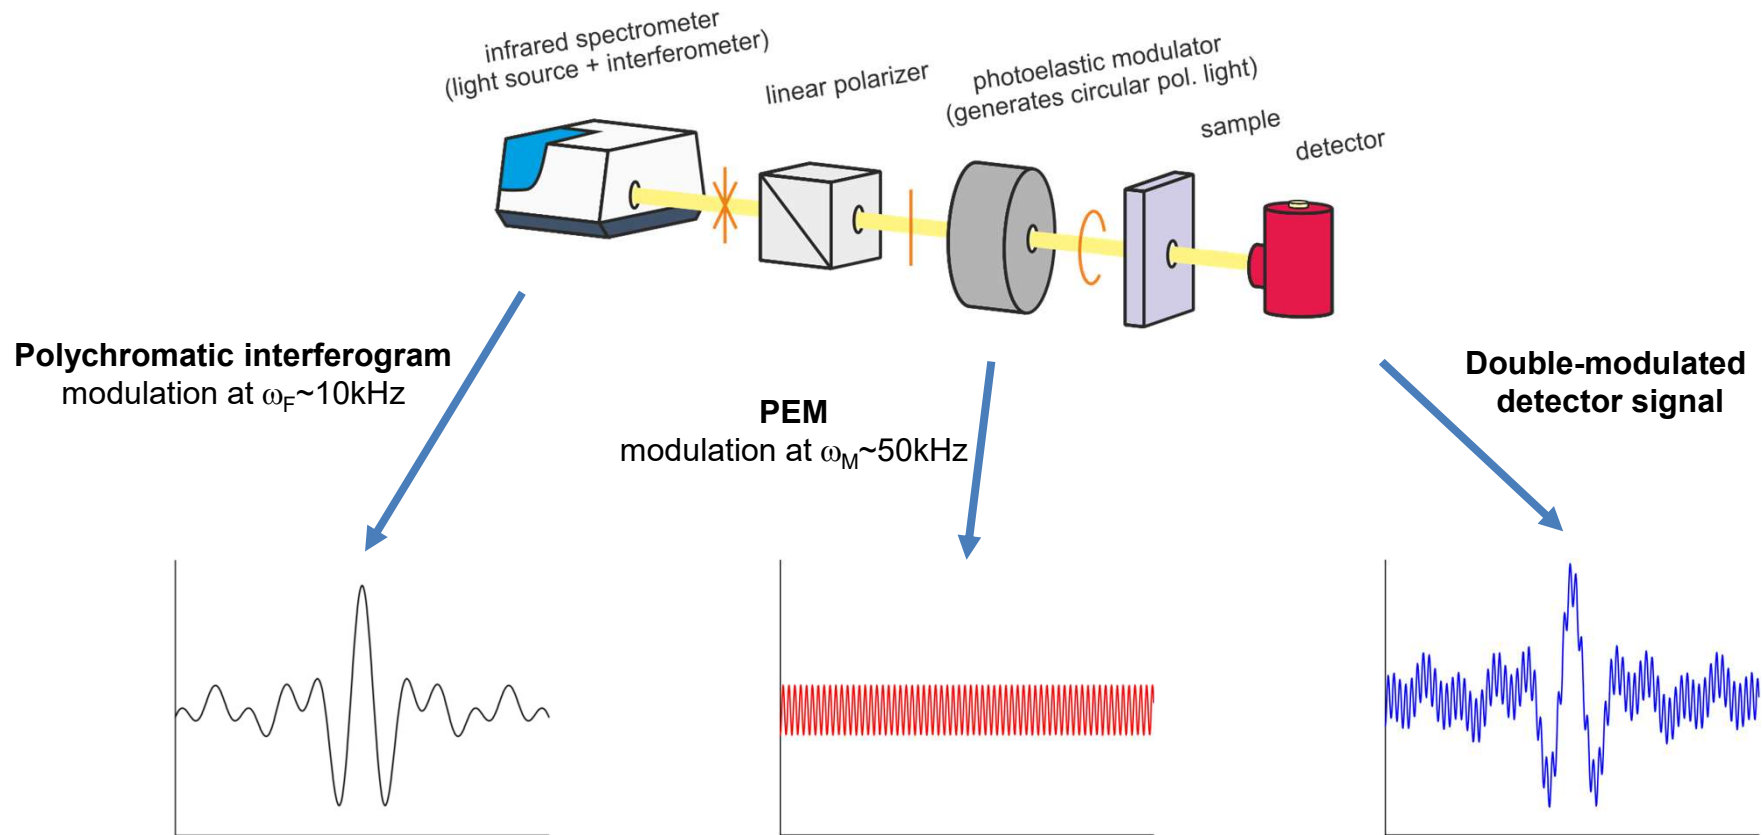 infrared spectrometer
(light source + interferometer)
linear polarizer
photoelastic modulator
(generates circular pol. light)
sample
detector
Polychromatic interferogram
modulation at ωF~10kHz
PEM
modulation at ωM~50kHz
Double-modulated
detector signal